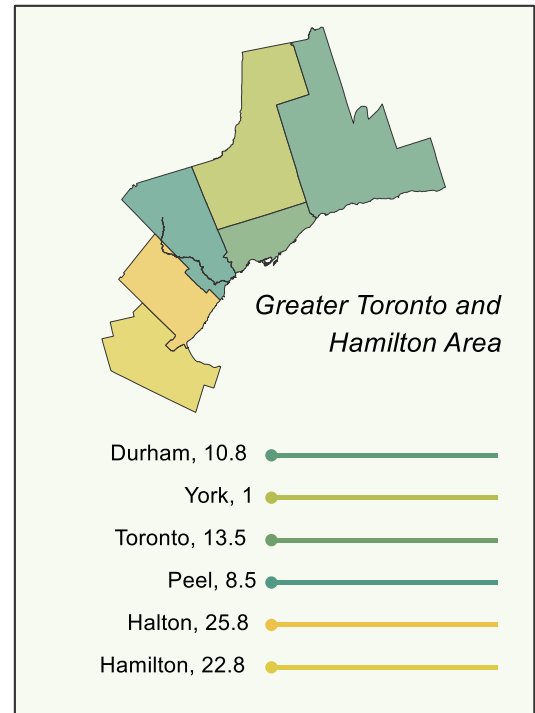 Greater Toronto and
Hamilton Area
Durham, 10.8
York, 1
Toronto, 13.5
Peel, 8.5
Halton, 25.8
Hamilton, 22.8